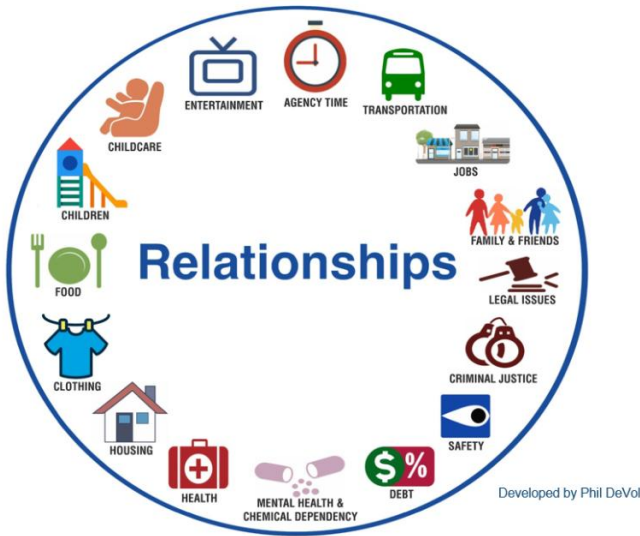 ENTERTAINMENT
AGENCY TIME
TRANSPORTATION
JOBS
FAMILY & FRIENDS
LEGAL ISSUES
CRIMINAL JUSTICE
SAFETY
$ %
DEBT
MENTAL HEALTH &
CHEMICAL DEPENDENCY
HEALTH
HOUSING
CLOTHING
FOOD
CHILDREN
CHILDCARE
Relationships
Developed by Phil DeVol